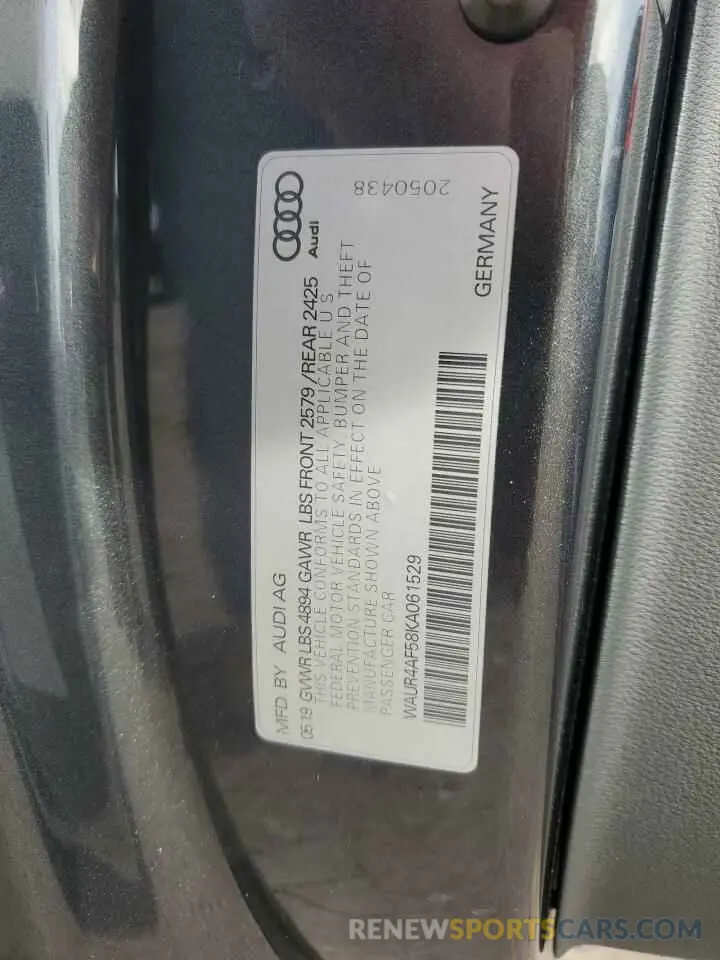 Audi
2050438
MFD. BY AUDI AG
05 19 GVWR LBS 4894 GAWR LBS FRONT 2579/REAR 2425
THIS VEHICLE CONFORMS TO ALL APPLICABLE U S
FEDERAL MOTOR VEHICLE SAFETY BUMPER AND THEFT
PREVENTION STANDARDS IN EFFECT ON THE DATE OF
MANUFACTURE SHOWN ABOVE
PASSENGER CAR
WAUR4AF58KA061529
GERMANY
RENEWSPORTSCARS.COM